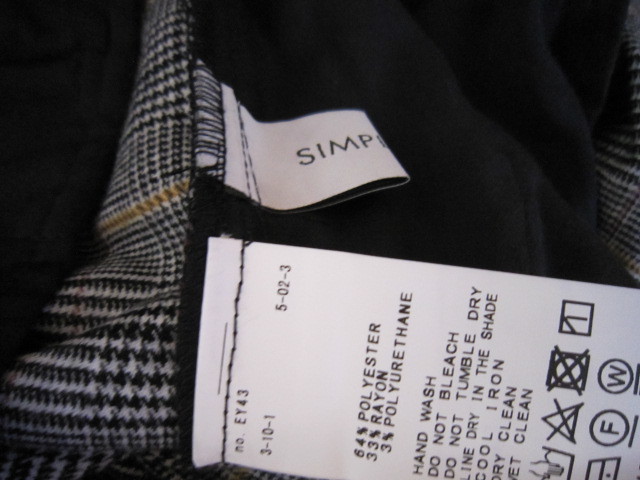 SIMP
no. EY43
3-10-1
5-02-3
64% POLYESTER
33% RAYON
3% POLYURETHANE
HAND WASH
DO NOT BLEACH
DO NOT TUMBLE DRY
LINE DRY IN THE SHADE
COOL IRON
DRY CLEAN
WET CLEAN
F
W